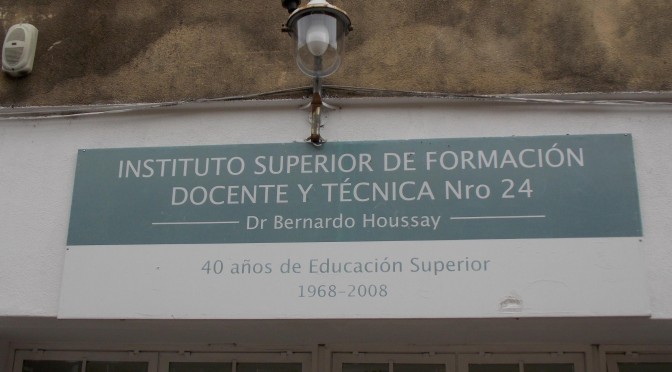 INSTITUTO SUPERIOR DE FORMACIÓN
DOCENTE Y TÉCNICA Nro 24
Dr Bernardo Houssay
40 años de Educación Superior
1968-2008